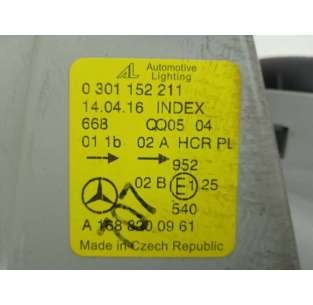 AL Automotive Lighting
0 301 152 211
14.04.16 INDEX
668 QQ05 04
01 1b 02 A HCR PL
952
02 B E1 25
540
A 168 820 09 61
Made in Czech Republic